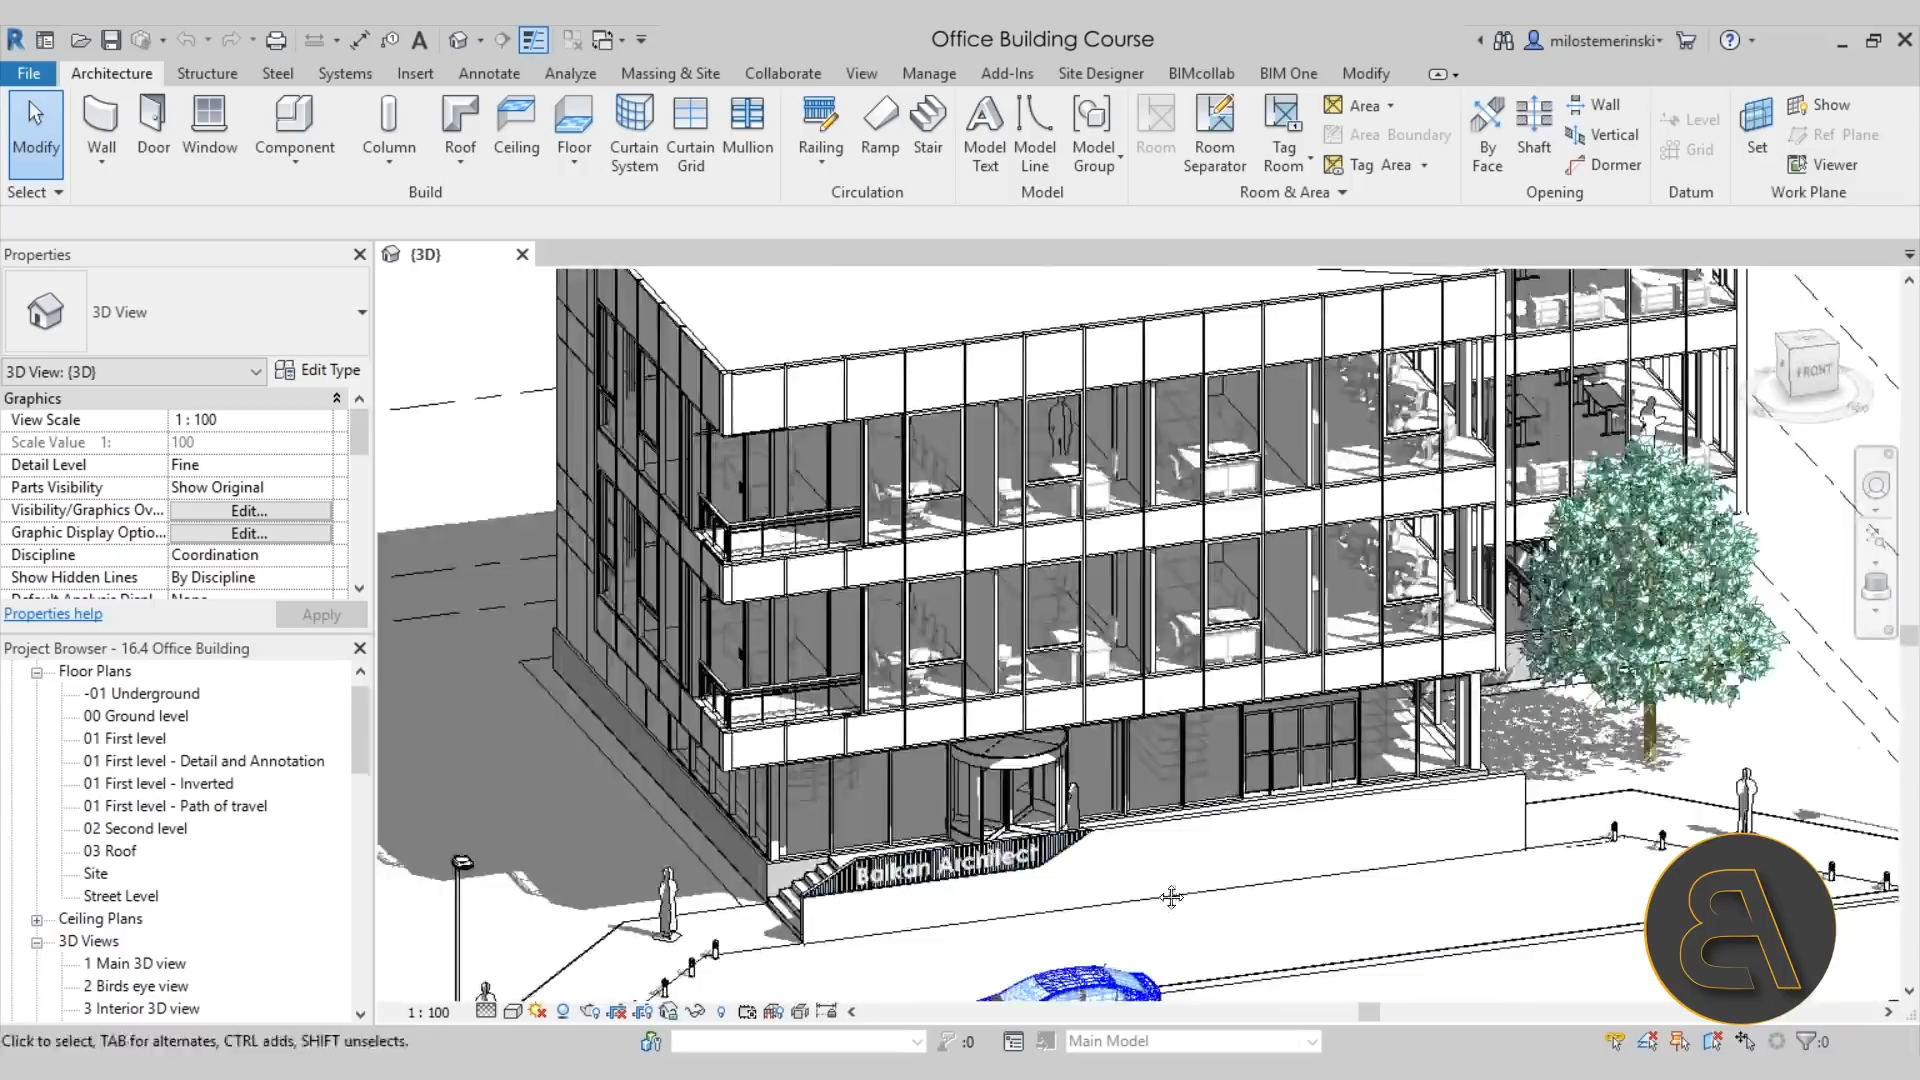 Office Building Course
milostemerinski
File Architecture Structure Steel Systems Insert Annotate Analyze Massing & Site Collaborate View Manage Add-Ins Site Designer BIMcollab BIM One Modify
Modify
Wall
Door
Window
Component
Column
Roof
Ceiling
Floor
Curtain System
Curtain Grid
Mullion
Railing
Ramp
Stair
Model Text
Model Line
Model Group
Room
Room Separator
Tag Room
Area
Area Boundary
Tag Area
By Face
Shaft
Wall
Vertical
Dormer
Level
Grid
Set
Show
Ref Plane
Viewer
Select Build Circulation Model Room & Area Opening Datum Work Plane
Properties
{3D}
3D View
FRONT
3D View: {3D} Edit Type
Graphics
View Scale 1 : 100
Scale Value 1: 100
Detail Level Fine
Parts Visibility Show Original
Visibility/Graphics Ov... Edit...
Graphic Display Optio... Edit...
Discipline Coordination
Show Hidden Lines By Discipline
Properties help Apply
Project Browser - 16.4 Office Building
Floor Plans
-01 Underground
00 Ground level
01 First level
01 First level - Detail and Annotation
01 First level - Inverted
01 First level - Path of travel
02 Second level
03 Roof
Site
Street Level
Ceiling Plans
3D Views
1 Main 3D view
2 Birds eye view
3 Interior 3D view
Balkan Architect
1 : 100
Click to select, TAB for alternates, CTRL adds, SHIFT unselects.
:0
Main Model
:0